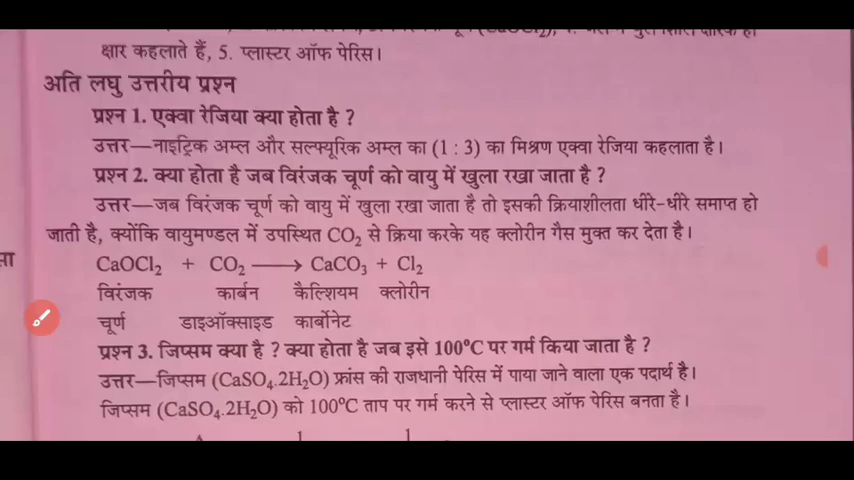 क्षार कहलाते हैं, 5. प्लास्टर ऑफ पेरिस।
अति लघु उत्तरीय प्रश्न
प्रश्न 1. एक्वा रेजिया क्या होता है ?
उत्तर—नाइट्रिक अम्ल और सल्फ्यूरिक अम्ल का (1 : 3) का मिश्रण एक्वा रेजिया कहलाता है।
प्रश्न 2. क्या होता है जब विरंजक चूर्ण को वायु में खुला रखा जाता है ?
उत्तर—जब विरंजक चूर्ण को वायु में खुला रखा जाता है तो इसकी क्रियाशीलता धीरे-धीरे समाप्त हो
जाती है, क्योंकि वायुमण्डल में उपस्थित CO₂ से क्रिया करके यह क्लोरीन गैस मुक्त कर देता है।
CaOCl₂ + CO₂ ⟶ CaCO₃ + Cl₂
विरंजक कार्बन कैल्शियम क्लोरीन
चूर्ण डाइऑक्साइड कार्बोनेट
प्रश्न 3. जिप्सम क्या है ? क्या होता है जब इसे 100°C पर गर्म किया जाता है ?
उत्तर—जिप्सम (CaSO₄.2H₂O) फ्रांस की राजधानी पेरिस में पाया जाने वाला एक पदार्थ है।
जिप्सम (CaSO₄.2H₂O) को 100°C ताप पर गर्म करने से प्लास्टर ऑफ पेरिस बनता है।